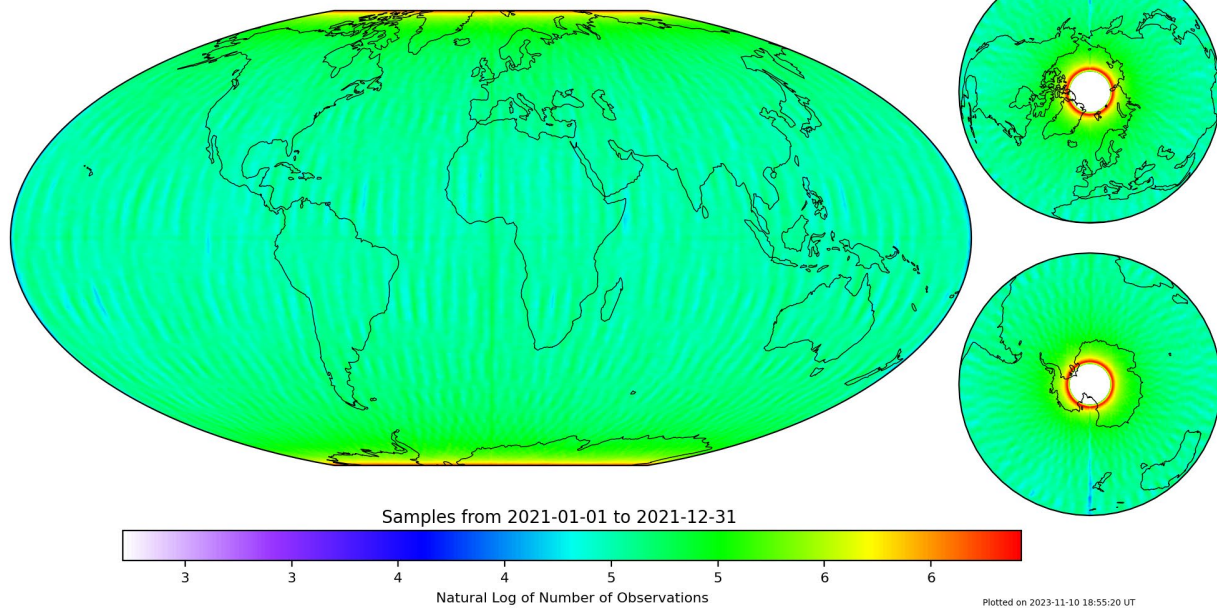 Samples from 2021-01-01 to 2021-12-31
3 3 4 4 5 5 6 6
Natural Log of Number of Observations
Plotted on 2023-11-10 18:55:20 UT